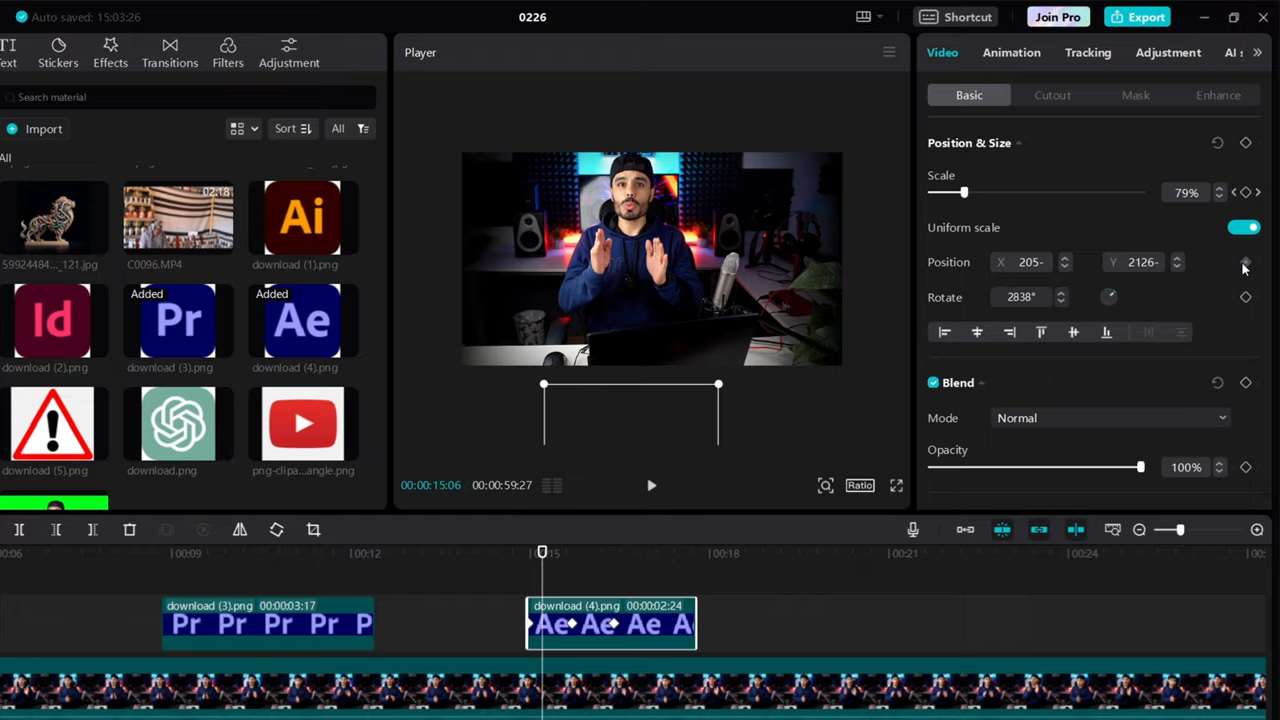 Auto saved: 15:03:26
0226
Shortcut
Join Pro
Export
Text
Stickers
Effects
Transitions
Filters
Adjustment
Search material
Import
Sort
All
All
02:18
59924484..._121.jpg
C0096.MP4
Ai
download (1).png
Id
download (2).png
Added
Pr
download (3).png
Added
Ae
download (4).png
download (5).png
download.png
png-clipa...angle.png
Player
00:00:15:06
00:00:59:27
Ratio
Video
Animation
Tracking
Adjustment
AI s
Basic
Cutout
Mask
Enhance
Position & Size
Scale
79%
Uniform scale
Position
X 205-
Y 2126-
Rotate
2838°
Blend
Mode
Normal
Opacity
100%
00:06
00:09
00:12
00:15
00:18
00:21
00:24
00:
download (3).png 00:00:03:17
Pr Pr Pr Pr P
download (4).png 00:00:02:24
Ae Ae Ae A